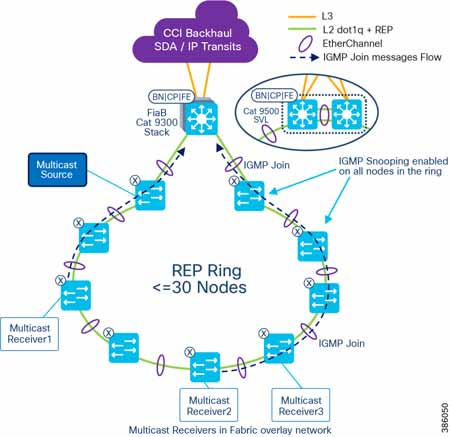 CCI Backhaul
SDA / IP Transits
L3
L2 dot1q + REP
EtherChannel
IGMP Join messages Flow
BN|CP|FE
FiaB
Cat 9300
Stack
BN|CP|FE
Cat 9500
SVL
Multicast
Source
IGMP Join
IGMP Snooping enabled
on all nodes in the ring
X
X
X
X
X
X
X
X
X
REP Ring
<=30 Nodes
Multicast
Receiver1
IGMP Join
Multicast
Receiver2
Multicast
Receiver3
Multicast Receivers in Fabric overlay network
386050